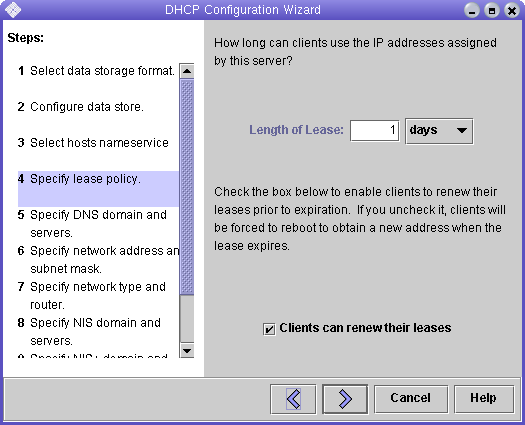 DHCP Configuration Wizard
Steps:
1 Select data storage format.
2 Configure data store.
3 Select hosts nameservice
4 Specify lease policy.
5 Specify DNS domain and
servers.
6 Specify network address an
subnet mask.
7 Specify network type and
router.
8 Specify NIS domain and
servers.
9 Specify NIS+ domain and
How long can clients use the IP addresses assigned
by this server?
Length of Lease: 1 days
Check the box below to enable clients to renew their
leases prior to expiration. If you uncheck it, clients will
be forced to reboot to obtain a new address when the
lease expires.
Clients can renew their leases
Cancel
Help